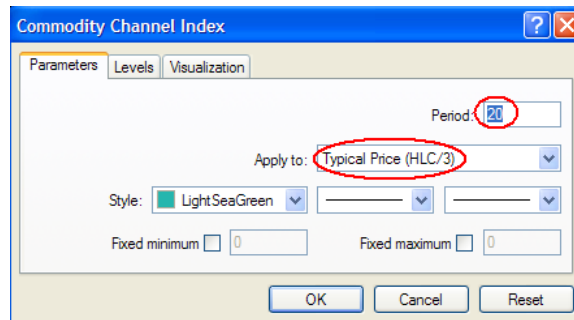 Commodity Channel Index
Parameters Levels Visualization
Period: 20
Apply to: Typical Price (HLC/3)
Style: LightSeaGreen
Fixed minimum 0 Fixed maximum 0
OK Cancel Reset